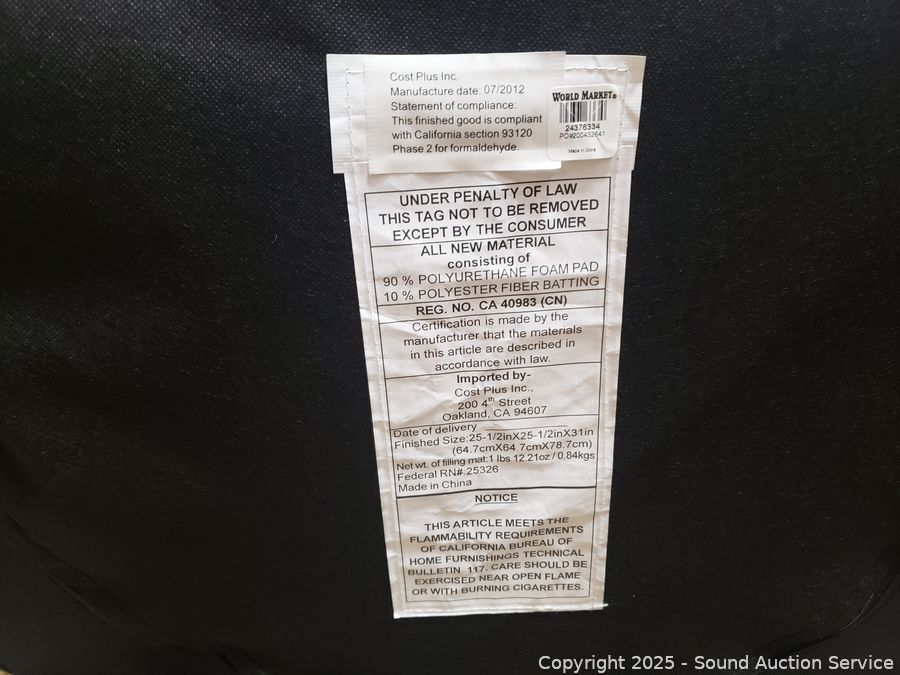 Cost Plus Inc.
Manufacture date: 07/2012
Statement of compliance:
This finished good is compliant
with California section 93120
Phase 2 for formaldehyde.
WORLD MARKET®
24376334
PO#9200432641
Made in China
UNDER PENALTY OF LAW
THIS TAG NOT TO BE REMOVED
EXCEPT BY THE CONSUMER
ALL NEW MATERIAL
consisting of
90 % POLYURETHANE FOAM PAD
10 % POLYESTER FIBER BATTING
REG. NO. CA 40983 (CN)
Certification is made by the
manufacturer that the materials
in this article are described in
accordance with law.
Imported by-
Cost Plus Inc.,
200 4th Street
Oakland, CA 94607
Date of delivery
Finished Size:25-1/2inX25-1/2inX31in
(64.7cmX64.7cmX78.7cm)
Net wt. of filling mat:1 lbs 12.21oz / 0.84kgs
Federal RN#:25326
Made in China
NOTICE
THIS ARTICLE MEETS THE
FLAMMABILITY REQUIREMENTS
OF CALIFORNIA BUREAU OF
HOME FURNISHINGS TECHNICAL
BULLETIN 117. CARE SHOULD BE
EXERCISED NEAR OPEN FLAME
OR WITH BURNING CIGARETTES.
Copyright 2025 - Sound Auction Service